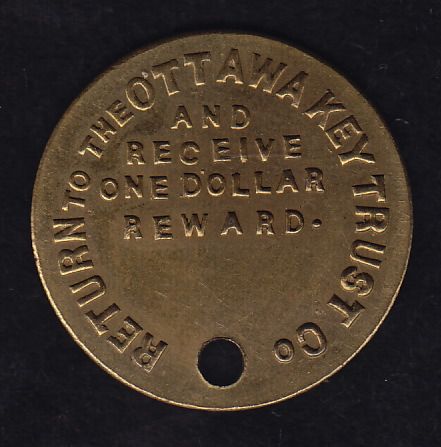 RETURN TO THE OTTAWA KEY TRUST Co
AND
RECEIVE
ONE DOLLAR
REWARD.